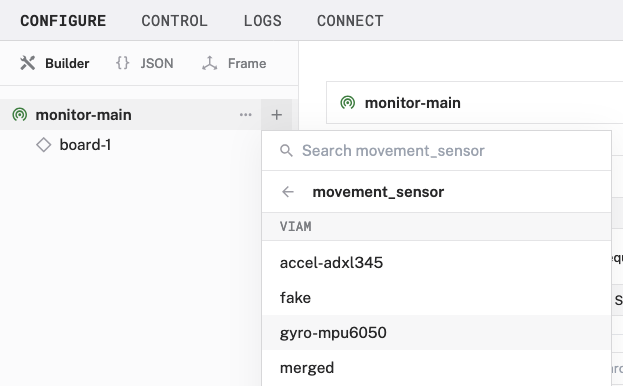 CONFIGURE CONTROL LOGS CONNECT
Builder {} JSON Frame
monitor-main ... +
board-1
monitor-main
Search movement_sensor
movement_sensor
VIAM
accel-adxl345
fake
gyro-mpu6050
merged